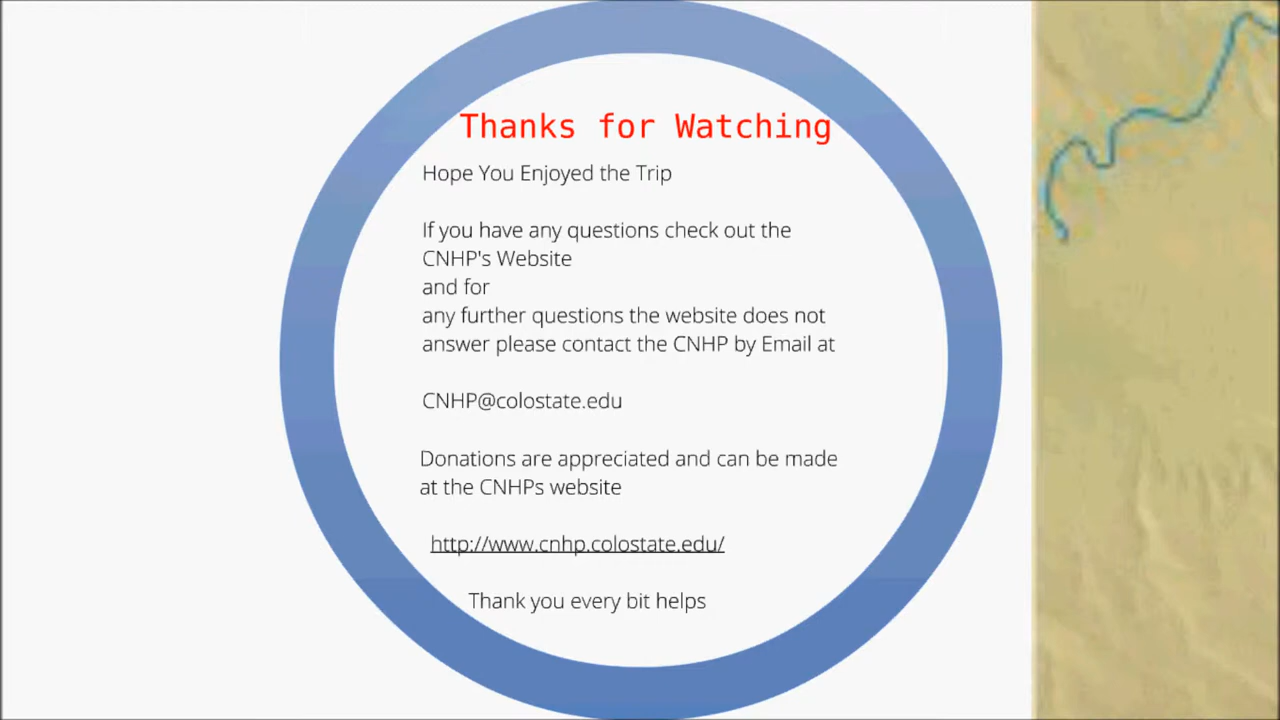 Thanks for Watching
Hope You Enjoyed the Trip
If you have any questions check out the
CNHP's Website
and for
any further questions the website does not
answer please contact the CNHP by Email at
CNHP@colostate.edu
Donations are appreciated and can be made
at the CNHPs website
http://www.cnhp.colostate.edu/
Thank you every bit helps